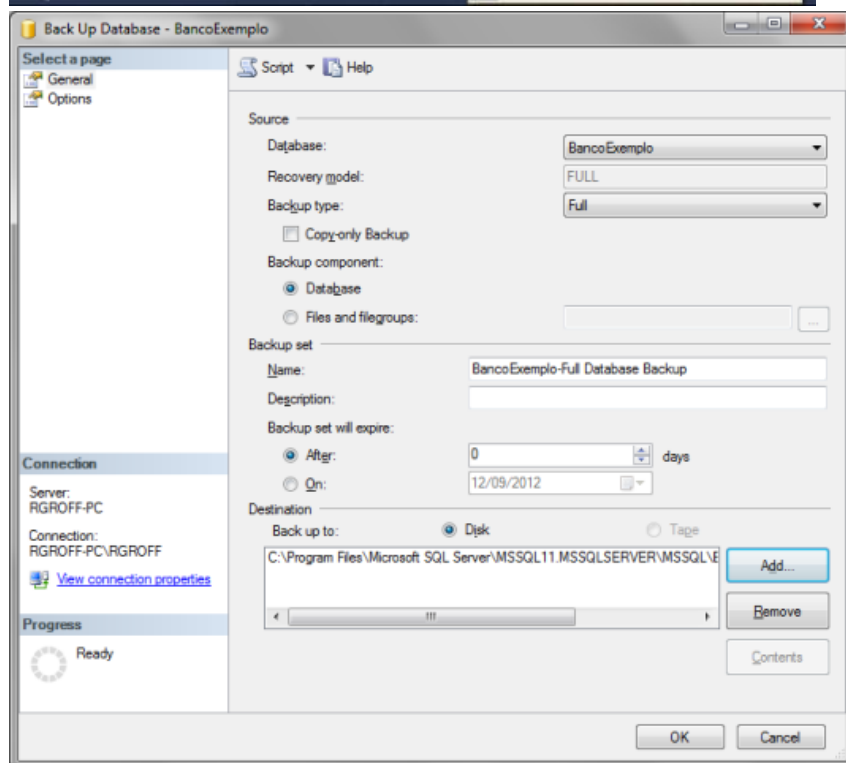 Back Up Database - BancoExemplo
Select a page
General
Options
Script Help
Source
Database: BancoExemplo
Recovery model: FULL
Backup type: Full
Copy-only Backup
Backup component:
Database
Files and filegroups: ...
Backup set
Name: BancoExemplo-Full Database Backup
Description:
Backup set will expire:
After: 0 days
On: 12/09/2012
Destination
Back up to: Disk Tape
C:\Program Files\Microsoft SQL Server\MSSQL11.MSSQLSERVER\MSSQL\
Add...
Remove
Contents
Connection
Server:
RGROFF-PC
Connection:
RGROFF-PC\RGROFF
View connection properties
Progress
Ready
OK Cancel